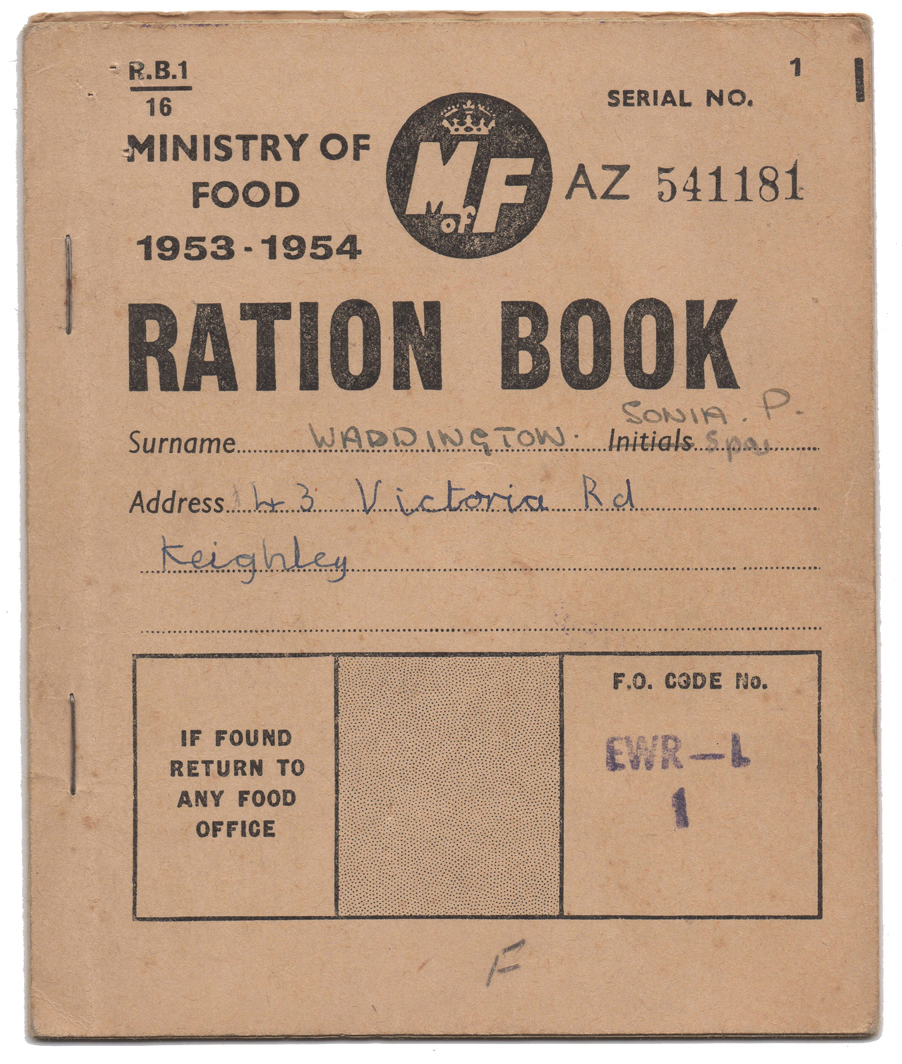 R.B.1
16
1
SERIAL NO.
MINISTRY OF
FOOD
1953-1954
M of F
AZ 541181
RATION BOOK
SONIA. P.
Surname WADDINGTON. Initials
Address 43 Victoria Rd
Keighley
IF FOUND
RETURN TO
ANY FOOD
OFFICE
F.O. CODE No.
EWR-L
1
F